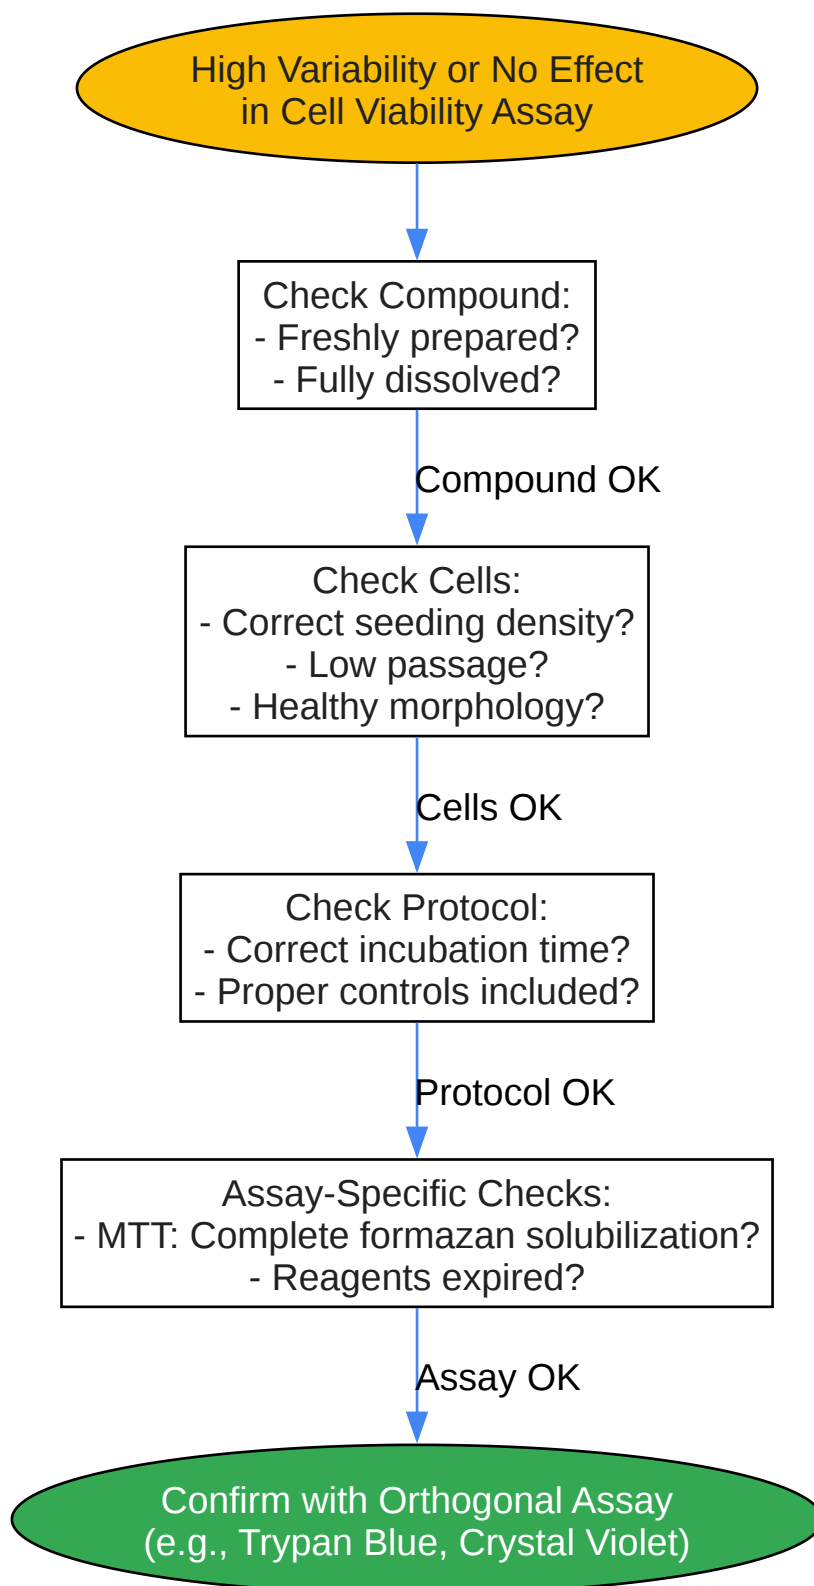 High Variability or No Effect
in Cell Viability Assay
Check Compound:
- Freshly prepared?
- Fully dissolved?
Compound OK
Check Cells:
- Correct seeding density?
- Low passage?
- Healthy morphology?
Cells OK
Check Protocol:
- Correct incubation time?
- Proper controls included?
Protocol OK
Assay-Specific Checks:
- MTT: Complete formazan solubilization?
- Reagents expired?
Assay OK
Confirm with Orthogonal Assay
(e.g., Trypan Blue, Crystal Violet)